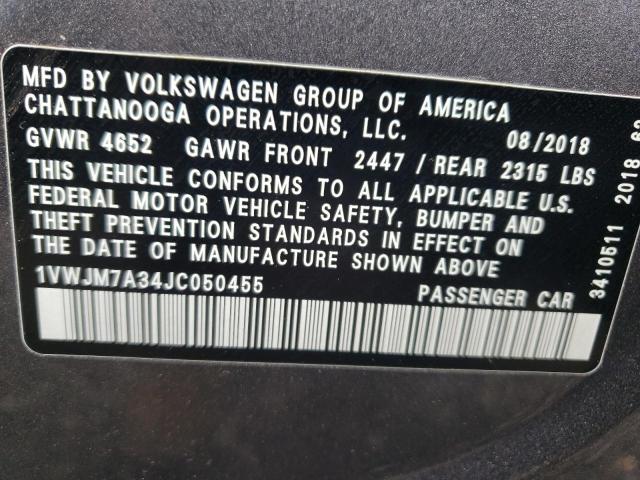 MFD BY VOLKSWAGEN GROUP OF AMERICA
CHATTANOOGA OPERATIONS, LLC. 08/2018
GVWR 4652 GAWR FRONT 2447 / REAR 2315 LBS
THIS VEHICLE CONFORMS TO ALL APPLICABLE U.S.
FEDERAL MOTOR VEHICLE SAFETY, BUMPER AND
THEFT PREVENTION STANDARDS IN EFFECT ON
THE DATE OF MANUFACTURE SHOWN ABOVE
1VWJM7A34JC050455 PASSENGER CAR
3410511 2018